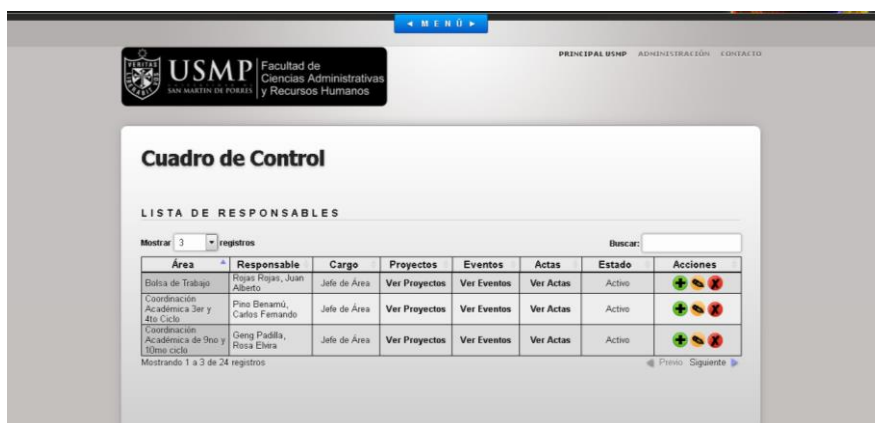 ◄ M E N Ú ►
PRINCIPAL USMP ADMINISTRACIÓN CONTACTO
VERITAS
USMP
SAN MARTIN DE PORRES
Facultad de
Ciencias Administrativas
y Recursos Humanos
Cuadro de Control
LISTA DE RESPONSABLES
Mostrar 3 registros Buscar:
Área Responsable Cargo Proyectos Eventos Actas Estado Acciones
Bolsa de Trabajo Rojas Rojas, Juan Alberto Jefe de Área Ver Proyectos Ver Eventos Ver Actas Activo
Coordinación Académica 3er y 4to Ciclo Pino Benamú, Carlos Fernando Jefe de Área Ver Proyectos Ver Eventos Ver Actas Activo
Coordinación Académica de 9no y 10mo ciclo Geng Padilla, Rosa Elvira Jefe de Área Ver Proyectos Ver Eventos Ver Actas Activo
Mostrando 1 a 3 de 24 registros Previo Siguiente